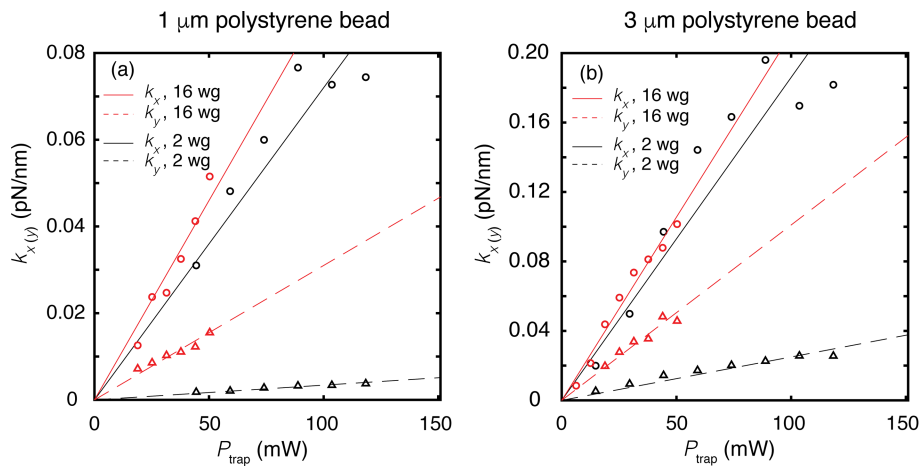 1 μm polystyrene bead
3 μm polystyrene bead
(a)
kx, 16 wg
ky, 16 wg
kx, 2 wg
ky, 2 wg
0.08
0.06
0.04
0.02
0
kx (y) (pN/nm)
0
50
100
150
Ptrap (mW)
(b)
kx, 16 wg
ky, 16 wg
kx, 2 wg
ky, 2 wg
0.20
0.16
0.12
0.08
0.04
0
kx (y) (pN/nm)
0
50
100
150
Ptrap (mW)